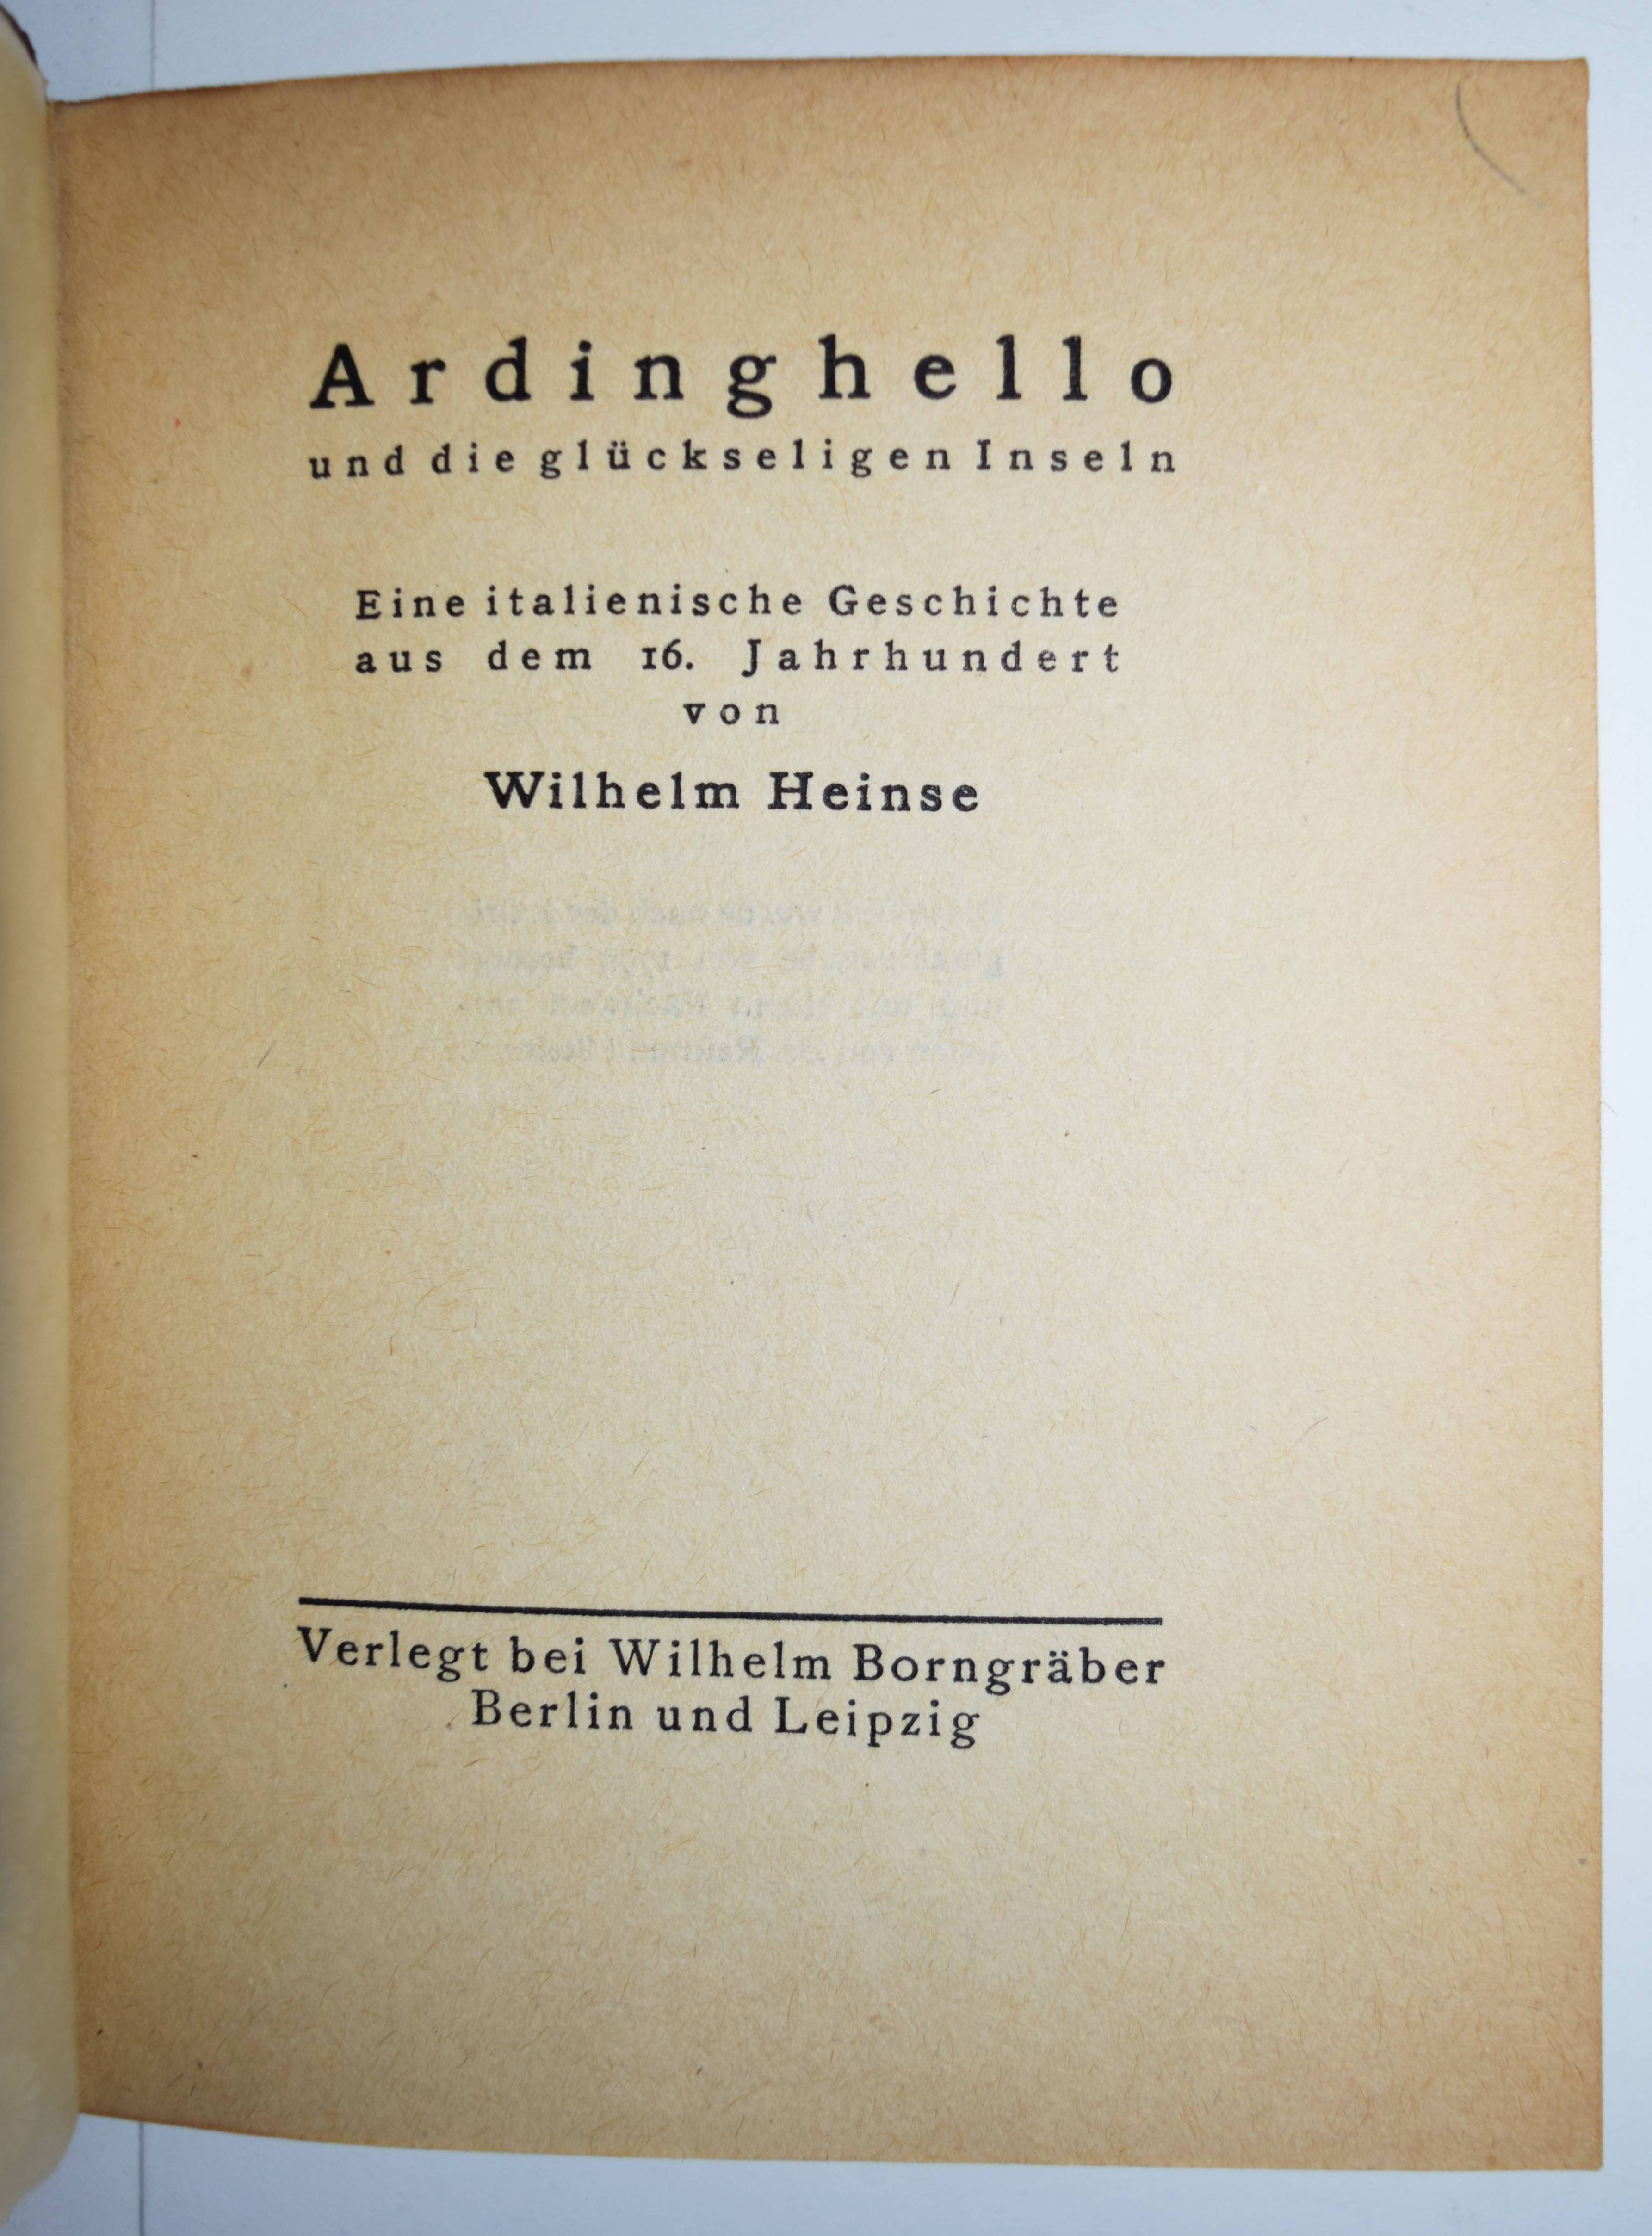 Ardinghello
und die glückseligen Inseln
Eine italienische Geschichte
aus dem 16. Jahrhundert
von
Wilhelm Heinse
Verlegt bei Wilhelm Borngräber
Berlin und Leipzig